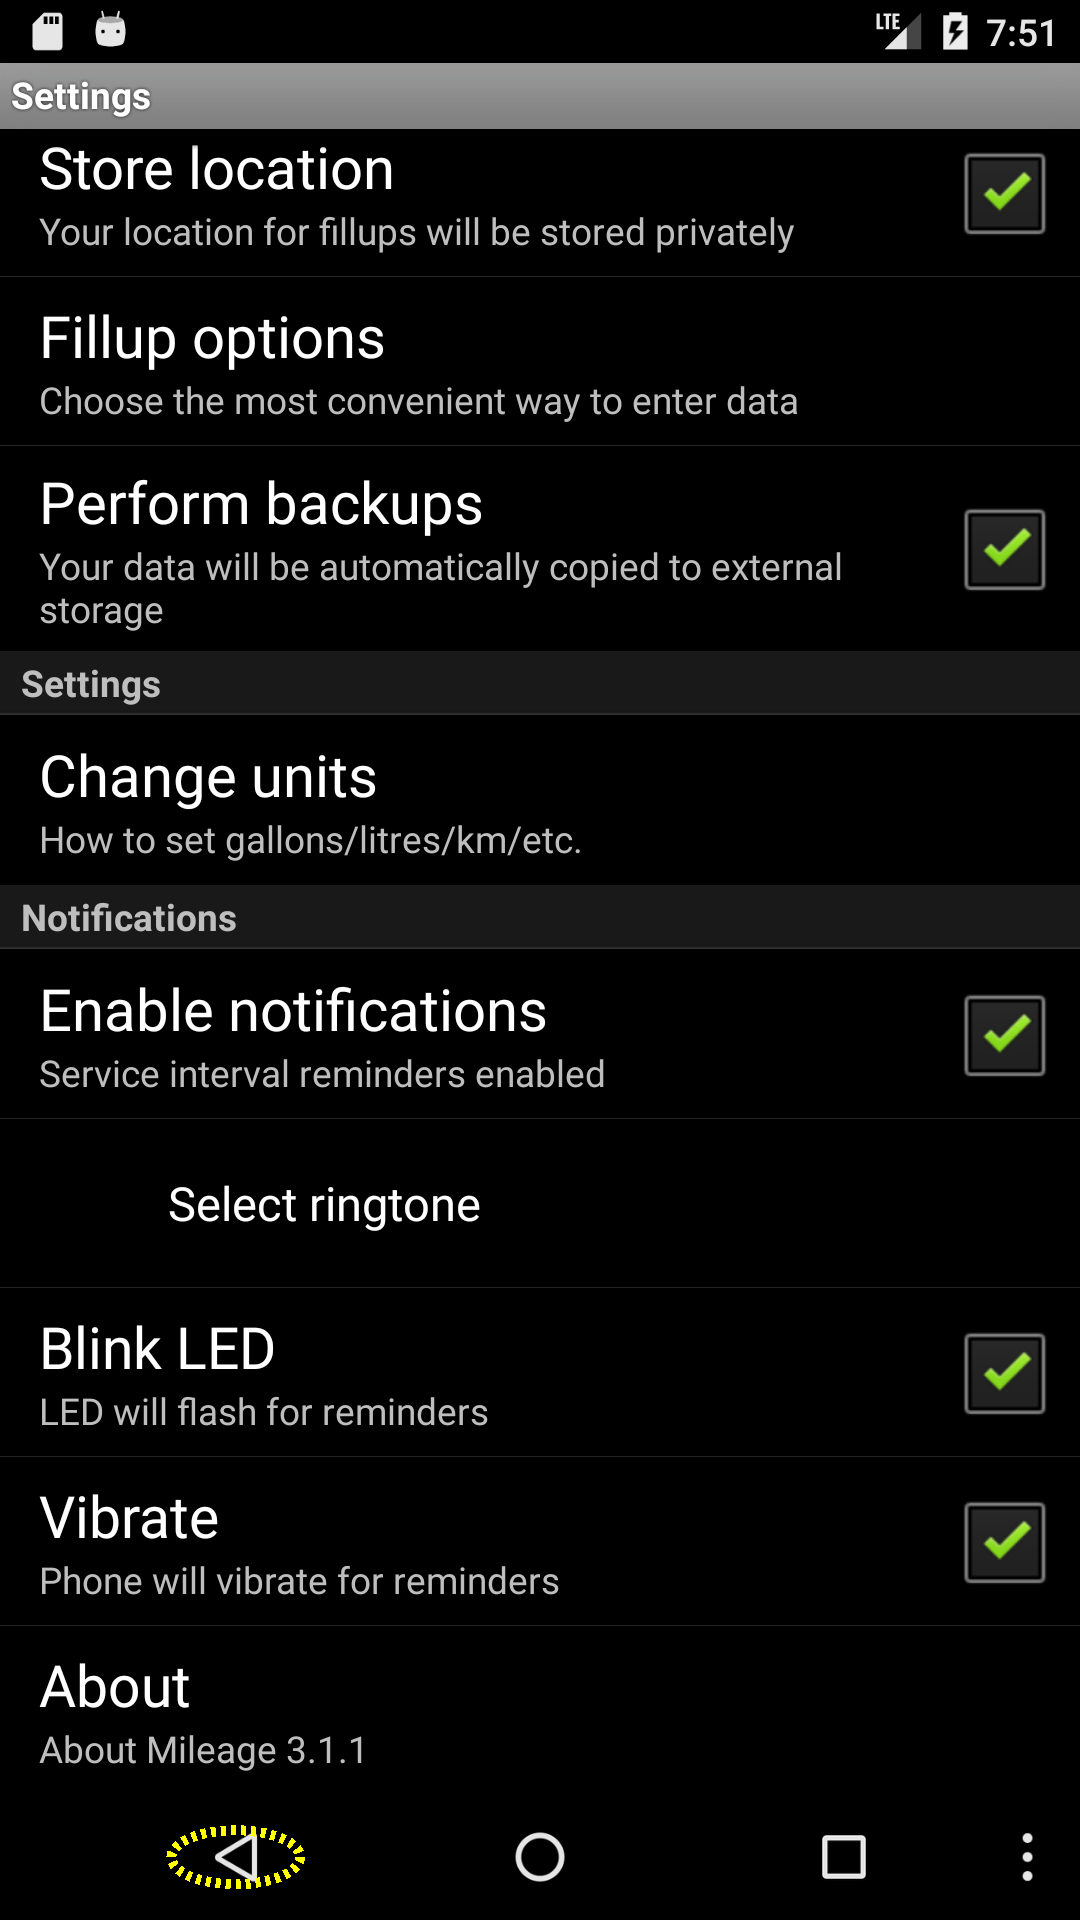 LTE 7:51
Settings
Store location
Your location for fillups will be stored privately
Fillup options
Choose the most convenient way to enter data
Perform backups
Your data will be automatically copied to external
storage
Settings
Change units
How to set gallons/litres/km/etc.
Notifications
Enable notifications
Service interval reminders enabled
Select ringtone
Blink LED
LED will flash for reminders
Vibrate
Phone will vibrate for reminders
About
About Mileage 3.1.1